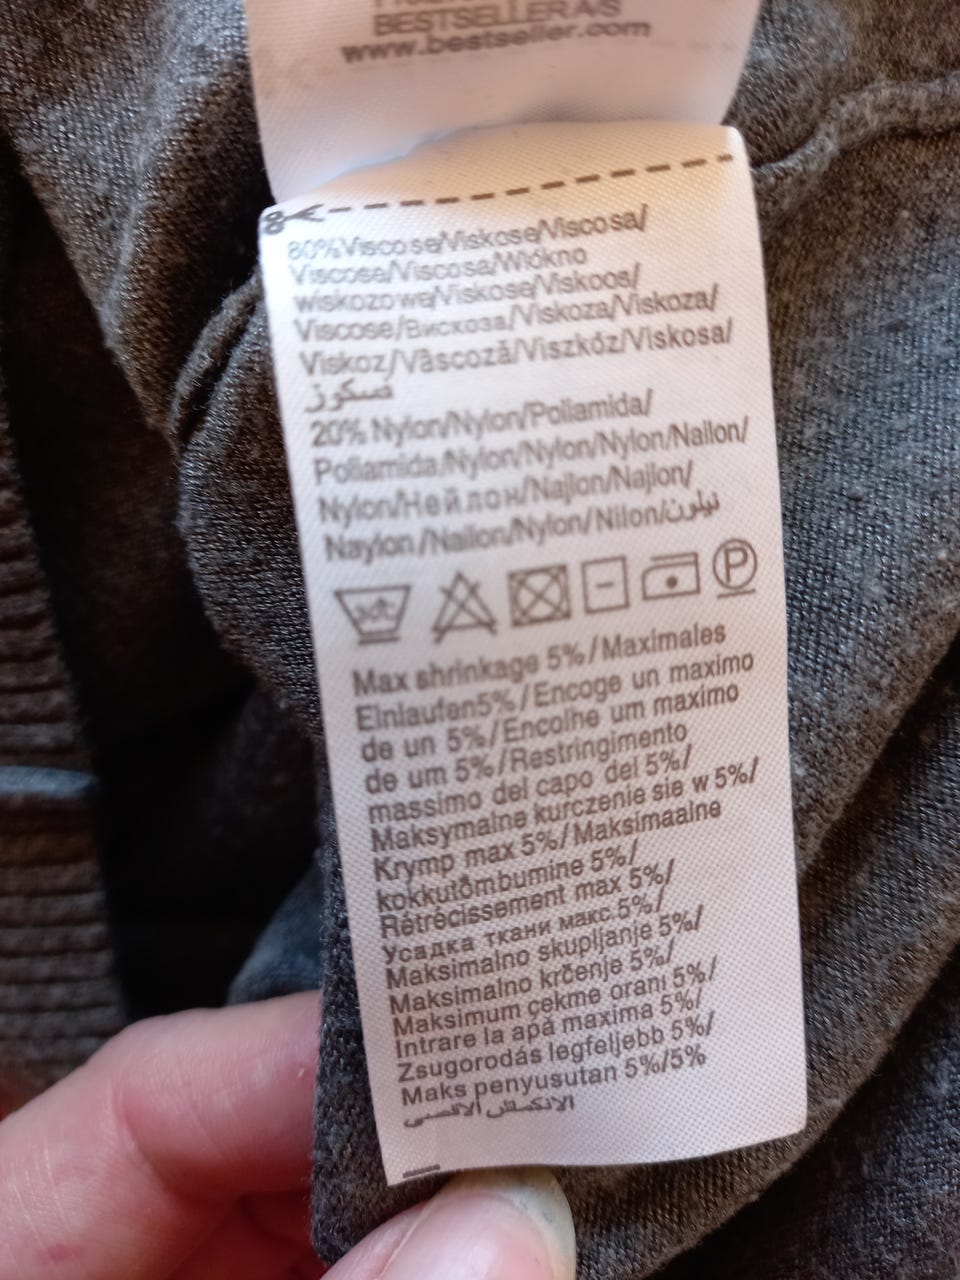 BESTSELLER A/S
www.bestseller.com
80% Viscose/Viskose/Viscosa/
Viscose/Viscosa/Włókno
wiskozowe/Viskose/Viskoos/
Viscose/Вискоза/Viskoza/Viskoza/
Viskoz/Vâscoză/Viszkóz/Viskosa/
فسكوز
20% Nylon/Nylon/Poliamida/
Poliamida/Nylon/Nylon/Nylon/Nailon/
Nylon/Нейлон/Najlon/Najlon/
Naylon/Nailon/Nylon/Nilon/نيلون
P
Max shrinkage 5%/Maximales
Einlaufen5%/Encoge un maximo
de un 5%/Encolhe um maximo
de um 5%/Restringimento
massimo del capo del 5%/
Maksymalne kurczenie sie w 5%/
Krymp max 5%/Maksimaalne
kokkutõmbumine 5%/
Rétrécissement max 5%/
Усадка ткани макс.5%/
Maksimalno skupljanje 5%/
Maksimalno krčenje 5%/
Maksimum çekme oranı 5%/
Intrare la apá maxima 5%/
Zsugorodás legfeljebb 5%/
Maks penyusutan 5%/5%
الانكماش الاقصى